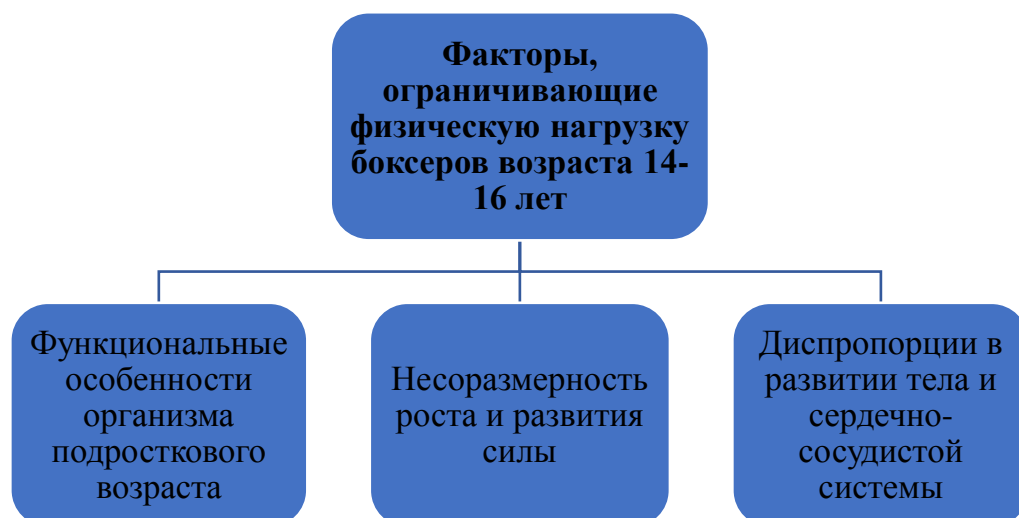 Факторы,
ограничивающие
физическую нагрузку
боксеров возраста 14-
16 лет
Функциональные
особенности
организма
подросткового
возраста
Несоразмерность
роста и развития
силы
Диспропорции в
развитии тела и
сердечно-
сосудистой
системы